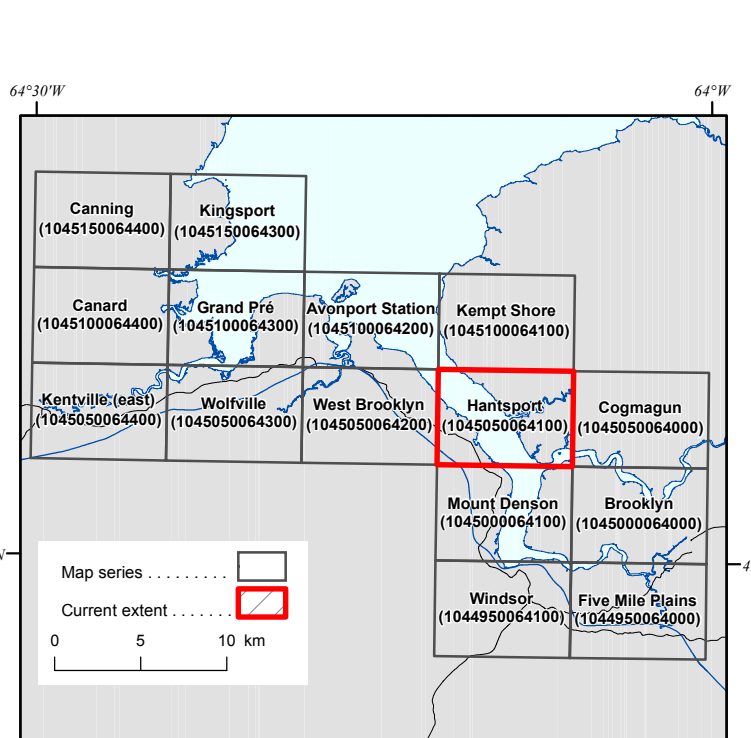 64°30'W
64°W
Canning
(1045150064400)
Kingsport
(1045150064300)
Canard
(1045100064400)
Grand Pré
(1045100064300)
Avonport Station
(1045100064200)
Kempt Shore
(1045100064100)
Kentville (east)
(1045050064400)
Wolfville
(1045050064300)
West Brooklyn
(1045050064200)
Hantsport
(1045050064100)
Cogmagun
(1045050064000)
Mount Denson
(1045000064100)
Brooklyn
(1045000064000)
Windsor
(1044950064100)
Five Mile Plains
(1044950064000)
Map series . . . . . . . . .
Current extent . . . . . . .
0 5 10 km